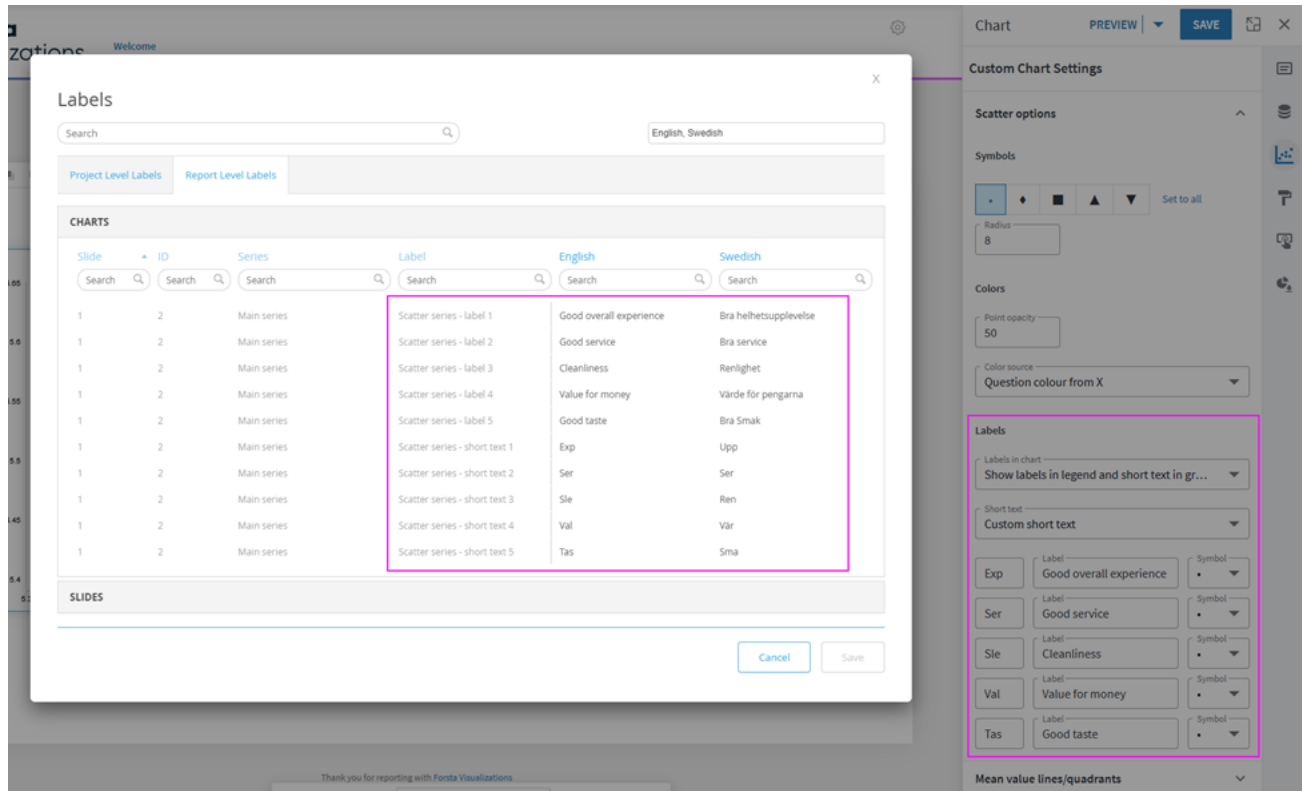 zations
Welcome
Chart
PREVIEW
SAVE
X
Labels
Search
English, Swedish
Project Level Labels
Report Level Labels
CHARTS
Slide ID Series Label English Swedish
Search Search Search Search Search Search
1 2 Main series Scatter series - label 1 Good overall experience Bra helhetsupplevelse
1 2 Main series Scatter series - label 2 Good service Bra service
1 2 Main series Scatter series - label 3 Cleanliness Renlighet
1 2 Main series Scatter series - label 4 Value for money Värde för pengarna
1 2 Main series Scatter series - label 5 Good taste Bra Smak
1 2 Main series Scatter series - short text 1 Exp Upp
1 2 Main series Scatter series - short text 2 Ser Ser
1 2 Main series Scatter series - short text 3 Sle Ren
1 2 Main series Scatter series - short text 4 Val Vär
1 2 Main series Scatter series - short text 5 Tas Sma
SLIDES
Cancel
Save
Thank you for reporting with Forsta Visualizations
Custom Chart Settings
Scatter options
Symbols
Set to all
Radius
8
Colors
Point opacity
50
Color source
Question colour from X
Labels
Labels in chart
Show labels in legend and short text in gr...
Short text
Custom short text
Label Symbol
Exp Good overall experience
Label Symbol
Ser Good service
Label Symbol
Sle Cleanliness
Label Symbol
Val Value for money
Label Symbol
Tas Good taste
Mean value lines/quadrants